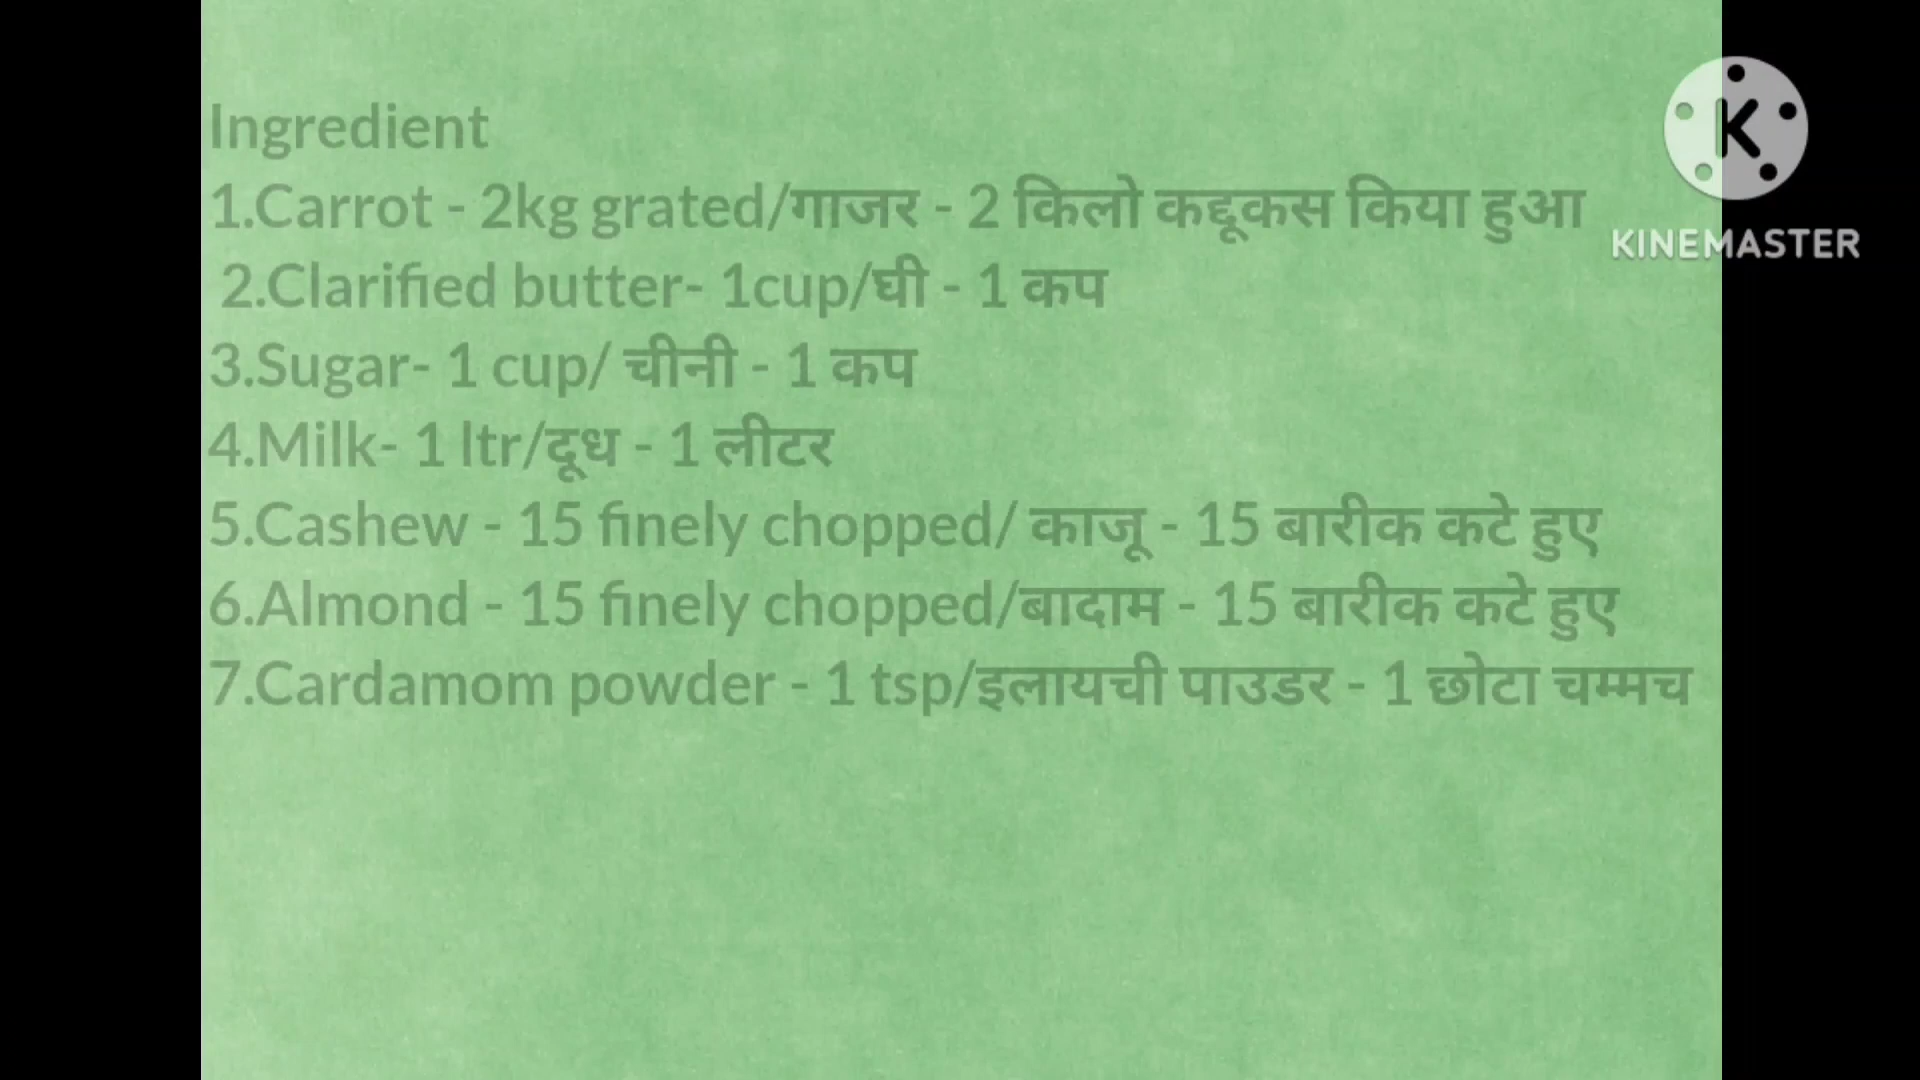 Ingredient
1.Carrot - 2kg grated/गाजर - 2 किलो कद्दूकस किया हुआ
2.Clarified butter- 1cup/घी - 1 कप
3.Sugar- 1 cup/ चीनी - 1 कप
4.Milk- 1 ltr/दूध - 1 लीटर
5.Cashew - 15 finely chopped/ काजू - 15 बारीक कटे हुए
6.Almond - 15 finely chopped/बादाम - 15 बारीक कटे हुए
7.Cardamom powder - 1 tsp/इलायची पाउडर - 1 छोटा चम्मच
K
KINEMASTER